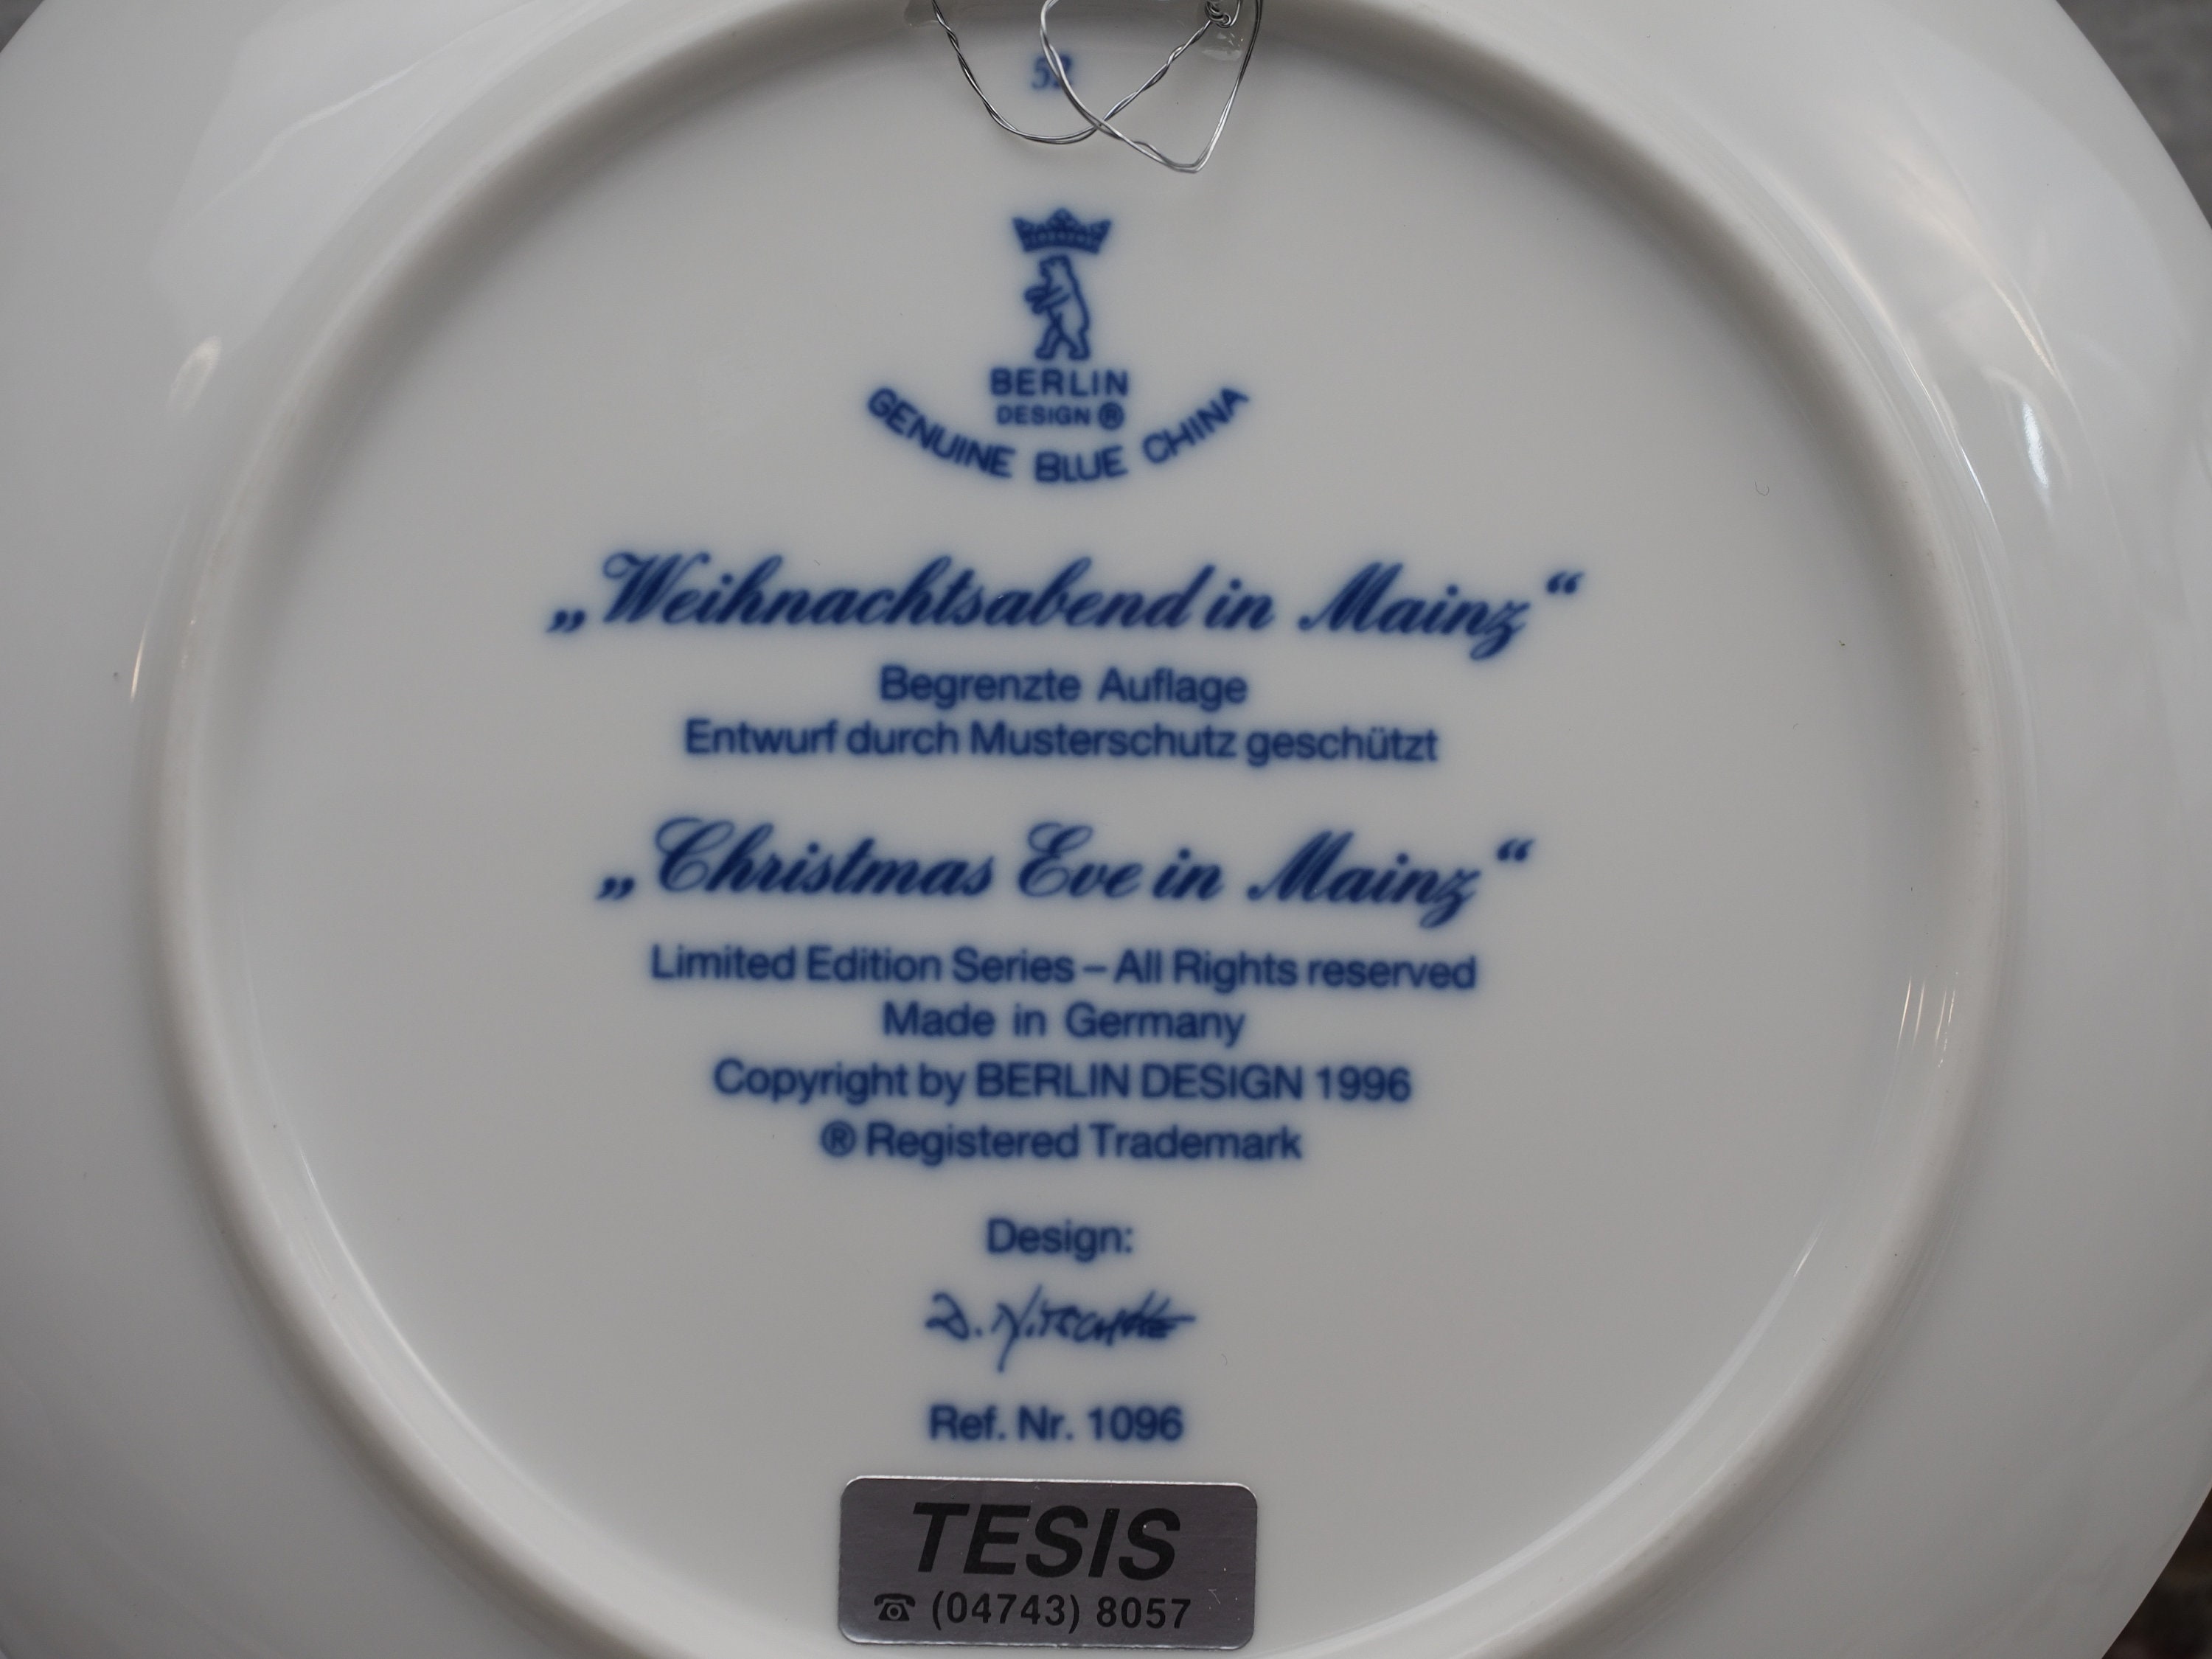 52
BERLIN
DESIGN ®
GENUINE BLUE CHINA
„Weihnachtsabend in Mainz“
Begrenzte Auflage
Entwurf durch Musterschutz geschützt
„Christmas Eve in Mainz“
Limited Edition Series – All Rights reserved
Made in Germany
Copyright by BERLIN DESIGN 1996
® Registered Trademark
Design:
Ref. Nr. 1096
TESIS
☎ (04743) 8057